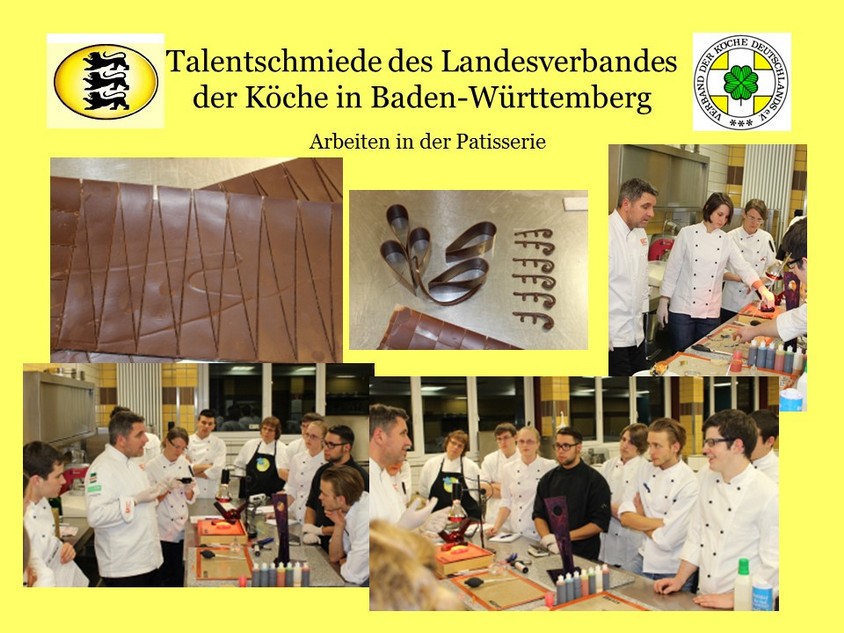 Talentschmiede des Landesverbandes
der Köche in Baden-Württemberg
VERBAND DER KÖCHE DEUTSCHLANDS e.V.
Arbeiten in der Patisserie